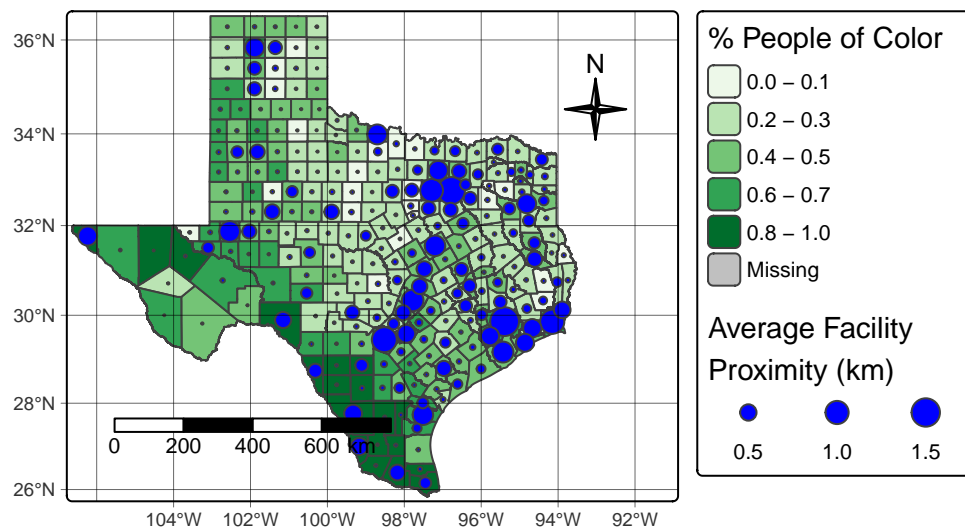 36°N
34°N
32°N
30°N
28°N
26°N
104°W 102°W 100°W 98°W 96°W 94°W 92°W
N
0 200 400 600 km
% People of Color
0.0 – 0.1
0.2 – 0.3
0.4 – 0.5
0.6 – 0.7
0.8 – 1.0
Missing
Average Facility
Proximity (km)
0.5 1.0 1.5